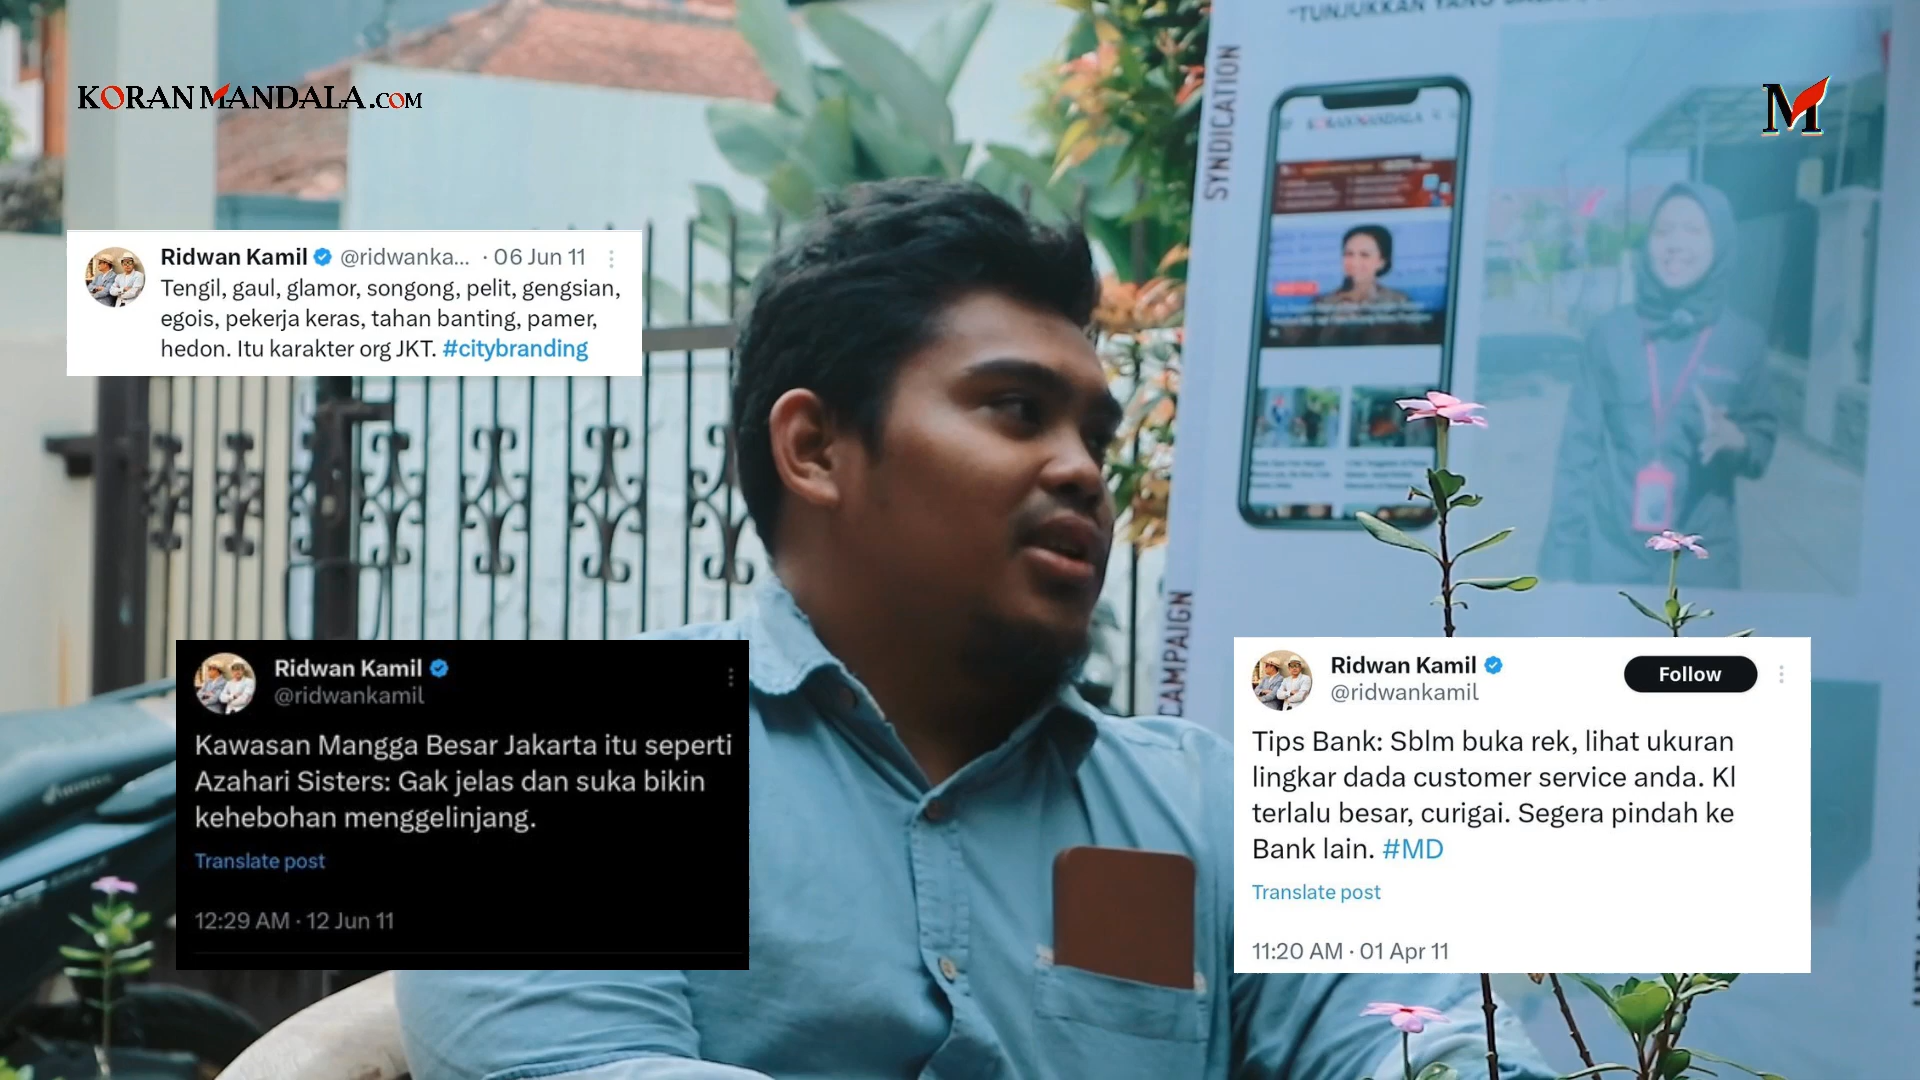 "TUNJUKKAN YANG
KORANMANDALA.COM
M
SYNDICATION
KORANMANDALA
Ridwan Kamil @ridwanka... · 06 Jun 11
Tengil, gaul, glamor, songong, pelit, gengsian,
egois, pekerja keras, tahan banting, pamer,
hedon. Itu karakter org JKT. #citybranding
CAMPAIGN
Ridwan Kamil
@ridwankamil
Kawasan Mangga Besar Jakarta itu seperti
Azahari Sisters: Gak jelas dan suka bikin
kehebohan menggelinjang.
Translate post
12:29 AM · 12 Jun 11
Ridwan Kamil
@ridwankamil
Follow
Tips Bank: Sblm buka rek, lihat ukuran
lingkar dada customer service anda. Kl
terlalu besar, curigai. Segera pindah ke
Bank lain. #MD
Translate post
11:20 AM · 01 Apr 11